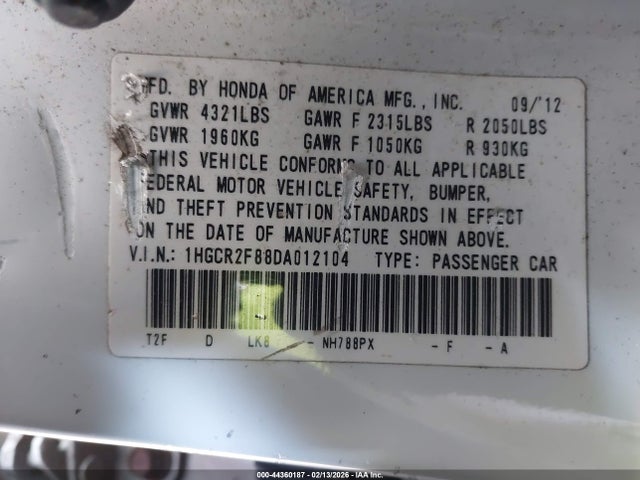 MFD. BY HONDA OF AMERICA MFG., INC. 09/'12
GVWR 4321LBS GAWR F 2315LBS R 2050LBS
GVWR 1960KG GAWR F 1050KG R 930KG
THIS VEHICLE CONFORMS TO ALL APPLICABLE
FEDERAL MOTOR VEHICLE SAFETY, BUMPER,
AND THEFT PREVENTION STANDARDS IN EFFECT
ON THE DATE OF MANUFACTURE SHOWN ABOVE.
V.I.N.: 1HGCR2F88DA012104 TYPE: PASSENGER CAR
T2F D LK8 - NH788PX - F - A
000-44360187 - 02/13/2026 - IAA Inc.